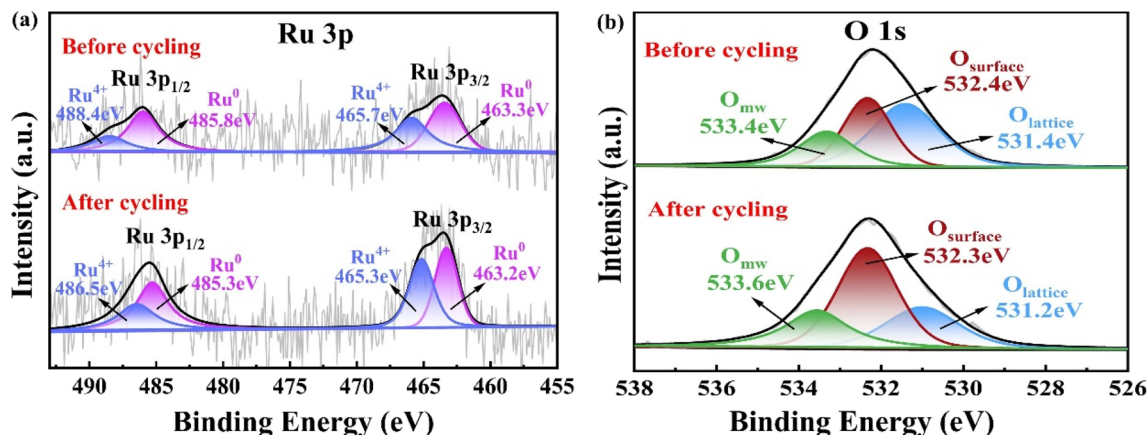 (a)
Ru 3p
Before cycling
Ru 3p1/2
Ru 3p3/2
Ru4+
488.4eV
Ru0
485.8eV
Ru4+
465.7eV
Ru0
463.3eV
After cycling
Ru 3p1/2
Ru 3p3/2
Ru4+
486.5eV
Ru0
485.3eV
Ru4+
465.3eV
Ru0
463.2eV
Intensity (a.u.)
490 485 480 475 470 465 460 455
Binding Energy (eV)
(b)
O 1s
Before cycling
Osurface
532.4eV
Omw
533.4eV
Olattice
531.4eV
After cycling
Osurface
532.3eV
Omw
533.6eV
Olattice
531.2eV
Intensity (a.u.)
538 536 534 532 530 528 526
Binding Energy (eV)